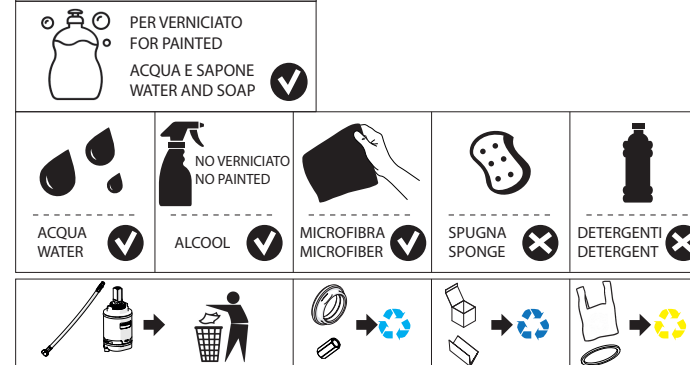 PER VERNICIATO
FOR PAINTED
ACQUA E SAPONE
WATER AND SOAP
NO VERNICIATO
NO PAINTED
ACQUA
WATER
ALCOOL
MICROFIBRA
MICROFIBER
SPUGNA
SPONGE
DETERGENTI
DETERGENT